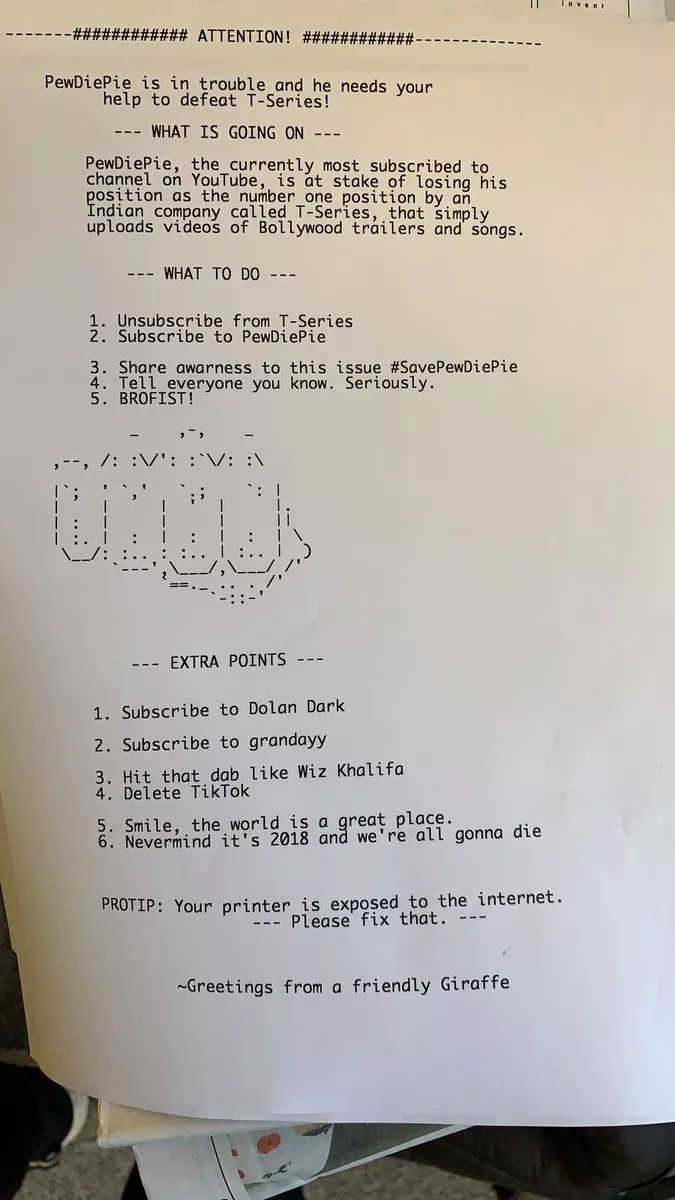 invent
-------############ ATTENTION! ############--------------
PewDiePie is in trouble and he needs your
help to defeat T-Series!
--- WHAT IS GOING ON ---
PewDiePie, the currently most subscribed to
channel on YouTube, is at stake of losing his
position as the number one position by an
Indian company called T-Series, that simply
uploads videos of Bollywood trailers and songs.
--- WHAT TO DO ---
1. Unsubscribe from T-Series
2. Subscribe to PewDiePie
3. Share awarness to this issue #SavePewDiePie
4. Tell everyone you know. Seriously.
5. BROFIST!
--- EXTRA POINTS ---
1. Subscribe to Dolan Dark
2. Subscribe to grandayy
3. Hit that dab like Wiz Khalifa
4. Delete TikTok
5. Smile, the world is a great place.
6. Nevermind it's 2018 and we're all gonna die
PROTIP: Your printer is exposed to the internet.
--- Please fix that. ---
~Greetings from a friendly Giraffe